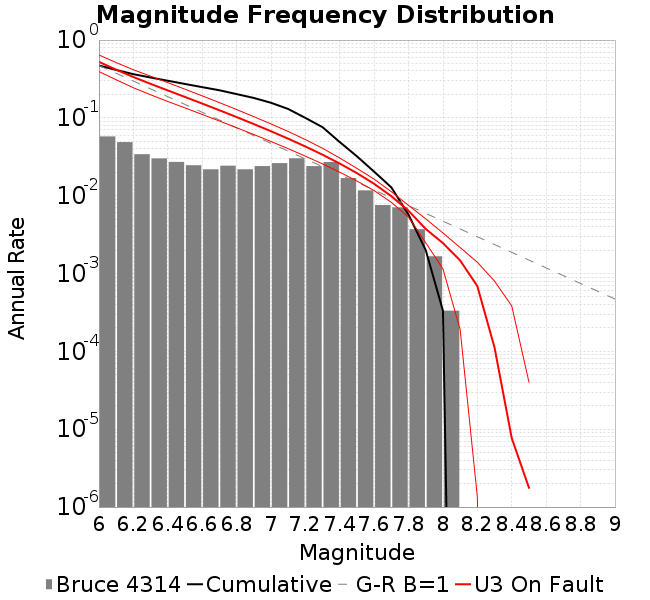 Magnitude Frequency Distribution
10^0
10^-1
10^-2
10^-3
10^-4
10^-5
10^-6
Annual Rate
6 6.2 6.4 6.6 6.8 7 7.2 7.4 7.6 7.8 8 8.2 8.4 8.6 8.8 9
Magnitude
Bruce 4314 Cumulative G-R B=1 U3 On Fault